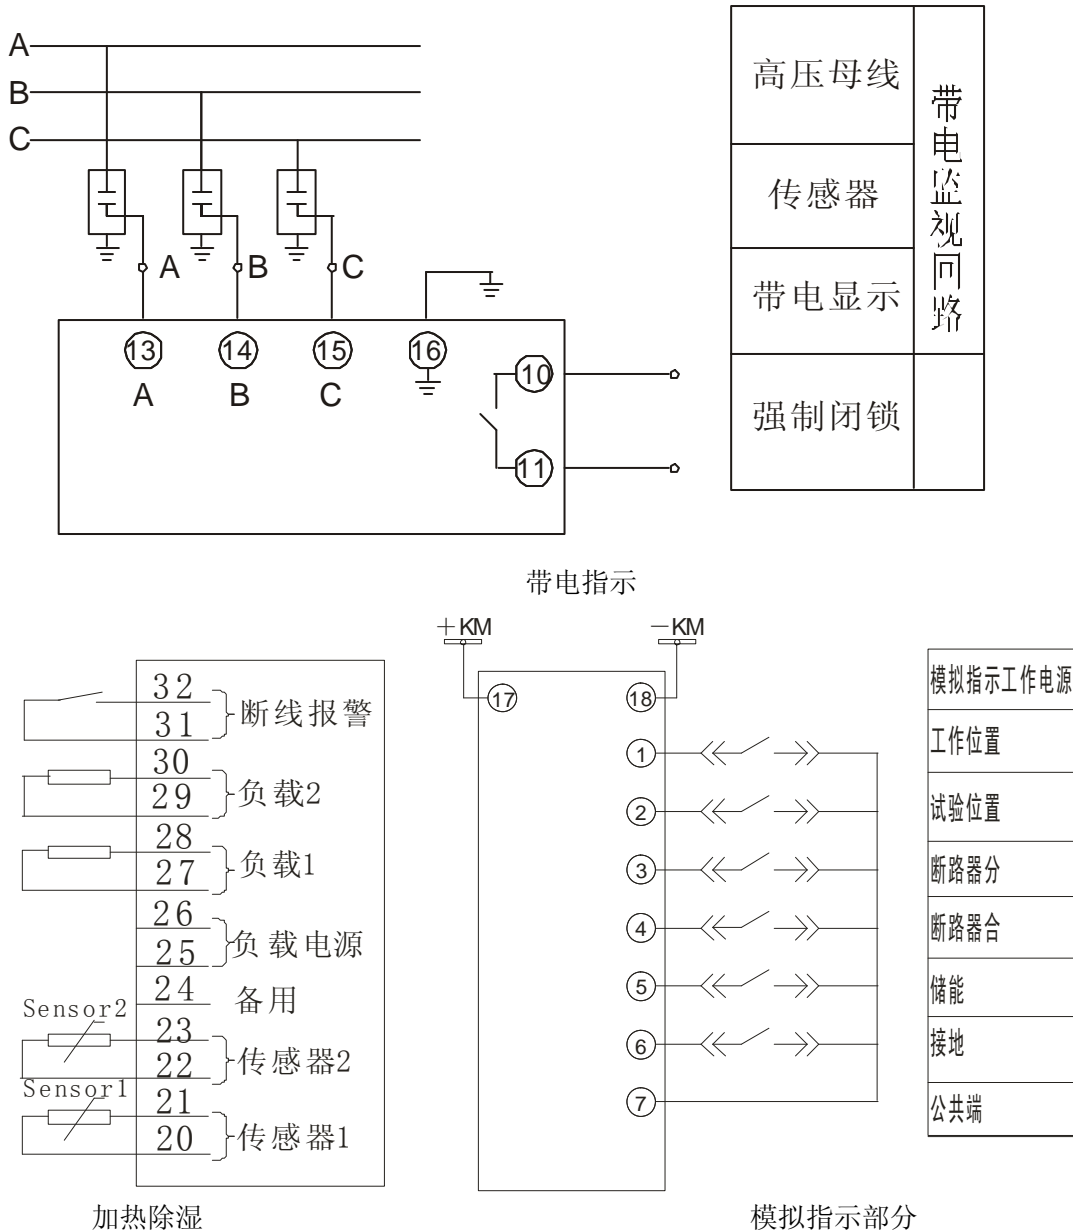 A
B
C
A B C
13 14 15 16
A B C
10
11
高压母线
传感器
带电显示
强制闭锁
带电监视回路
带电指示
32
31
断线报警
30
29
负载2
28
27
负载1
26
25
负载电源
24
备用
Sensor2
23
22
传感器2
Sensor1
21
20
传感器1
加热除湿
+KM
-KM
17
18
1
2
3
4
5
6
7
模拟指示工作电源
工作位置
试验位置
断路器分
断路器合
储能
接地
公共端
模拟指示部分